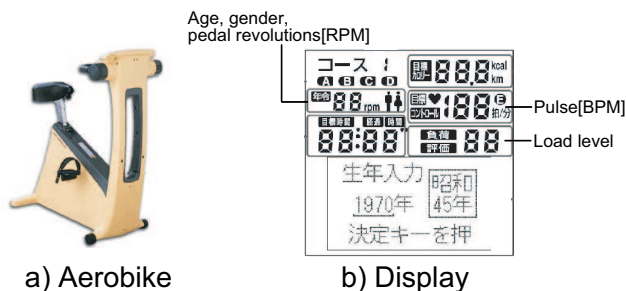 Age, gender,
pedal revolutions[RPM]
コース 1
A B C D
目標
カロリー
88.8 kcal
km
年令 88 rpm
目標
コントロール
188 E
拍/分
Pulse[BPM]
目標時間 経過 時間
88:88
負荷
評価
88
Load level
生年入力
昭和
1970年
45年
決定キーを押
a) Aerobike
b) Display